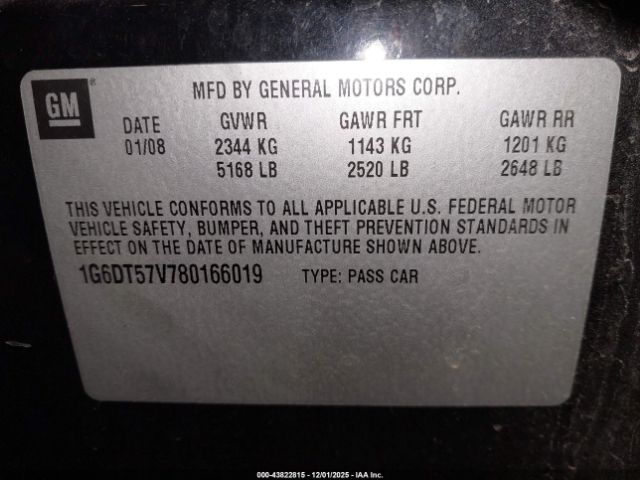 GM ®
MFD BY GENERAL MOTORS CORP.
DATE GVWR GAWR FRT GAWR RR
01/08 2344 KG 1143 KG 1201 KG
5168 LB 2520 LB 2648 LB
THIS VEHICLE CONFORMS TO ALL APPLICABLE U.S. FEDERAL MOTOR
VEHICLE SAFETY, BUMPER, AND THEFT PREVENTION STANDARDS IN
EFFECT ON THE DATE OF MANUFACTURE SHOWN ABOVE.
1G6DT57V780166019 TYPE: PASS CAR
000-43822815 - 12/01/2025 - IAA Inc.